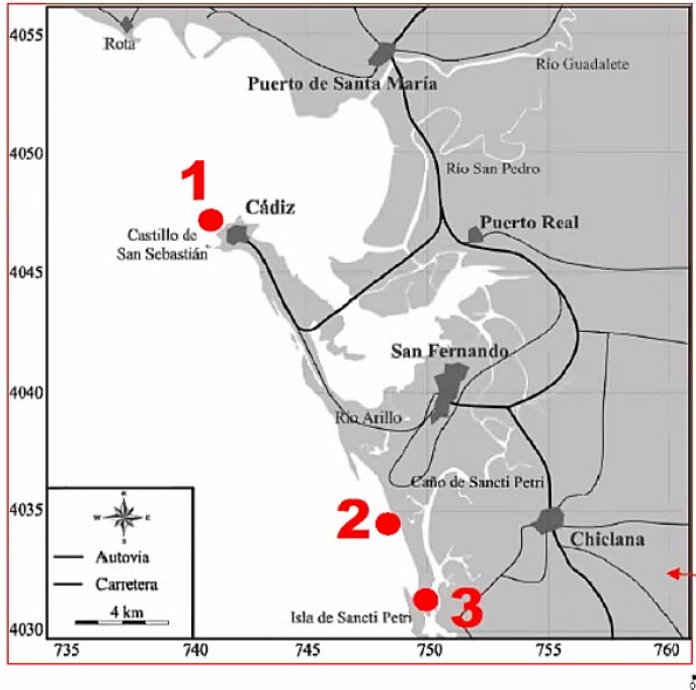 4055
Rota
Puerto de Santa María
Río Guadalete
4050
Río San Pedro
1
Cádiz
Castillo de
San Sebastián
Puerto Real
4045
San Fernando
4040
Río Arillo
Caño de Sancti Petri
4035
2
N
W E
S
Chiclana
Autovia
Carretera
4 km
3
Isla de Sancti Petri
4030
735 740 745 750 755 760